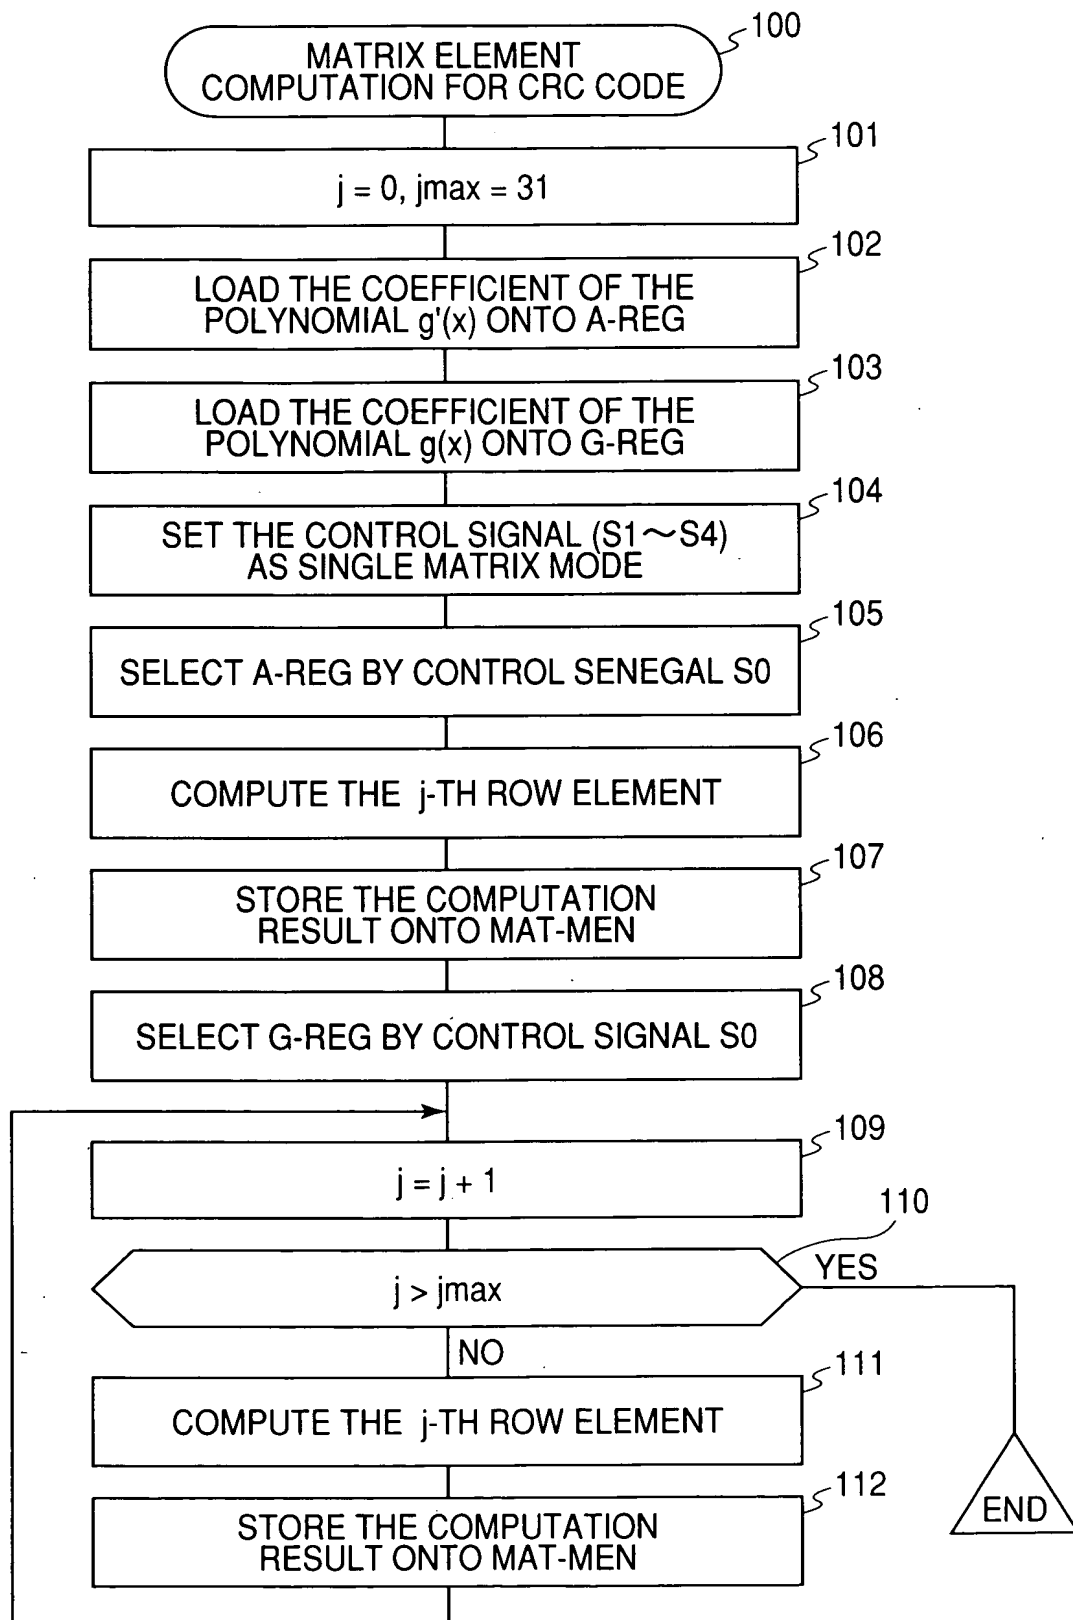 100
MATRIX ELEMENT
COMPUTATION FOR CRC CODE
101
j = 0, jmax = 31
102
LOAD THE COEFFICIENT OF THE
POLYNOMIAL g'(x) ONTO A-REG
103
LOAD THE COEFFICIENT OF THE
POLYNOMIAL g(x) ONTO G-REG
104
SET THE CONTROL SIGNAL (S1～S4)
AS SINGLE MATRIX MODE
105
SELECT A-REG BY CONTROL SENEGAL S0
106
COMPUTE THE j-TH ROW ELEMENT
107
STORE THE COMPUTATION
RESULT ONTO MAT-MEN
108
SELECT G-REG BY CONTROL SIGNAL S0
109
j = j + 1
110
j > jmax
YES
NO
111
COMPUTE THE j-TH ROW ELEMENT
112
STORE THE COMPUTATION
RESULT ONTO MAT-MEN
END